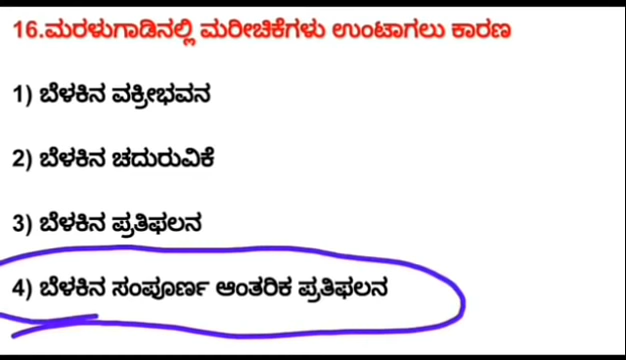 16.ಮರಳುಗಾಡಿನಲ್ಲಿ ಮರೀಚಿಕೆಗಳು ಉಂಟಾಗಲು ಕಾರಣ
1) ಬೆಳಕಿನ ವಕ್ರೀಭವನ
2) ಬೆಳಕಿನ ಚದುರುವಿಕೆ
3) ಬೆಳಕಿನ ಪ್ರತಿಫಲನ
4) ಬೆಳಕಿನ ಸಂಪೂರ್ಣ ಆಂತರಿಕ ಪ್ರತಿಫಲನ